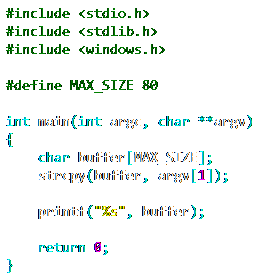 #include <stdio.h>
#include <stdlib.h>
#include <windows.h>
#define MAX_SIZE 80
int main(int argv, char **argv)
{
char buffer[MAX_SIZE];
strcpy(buffer, argv[1]);
printf("%s", buffer);
return 0;
}